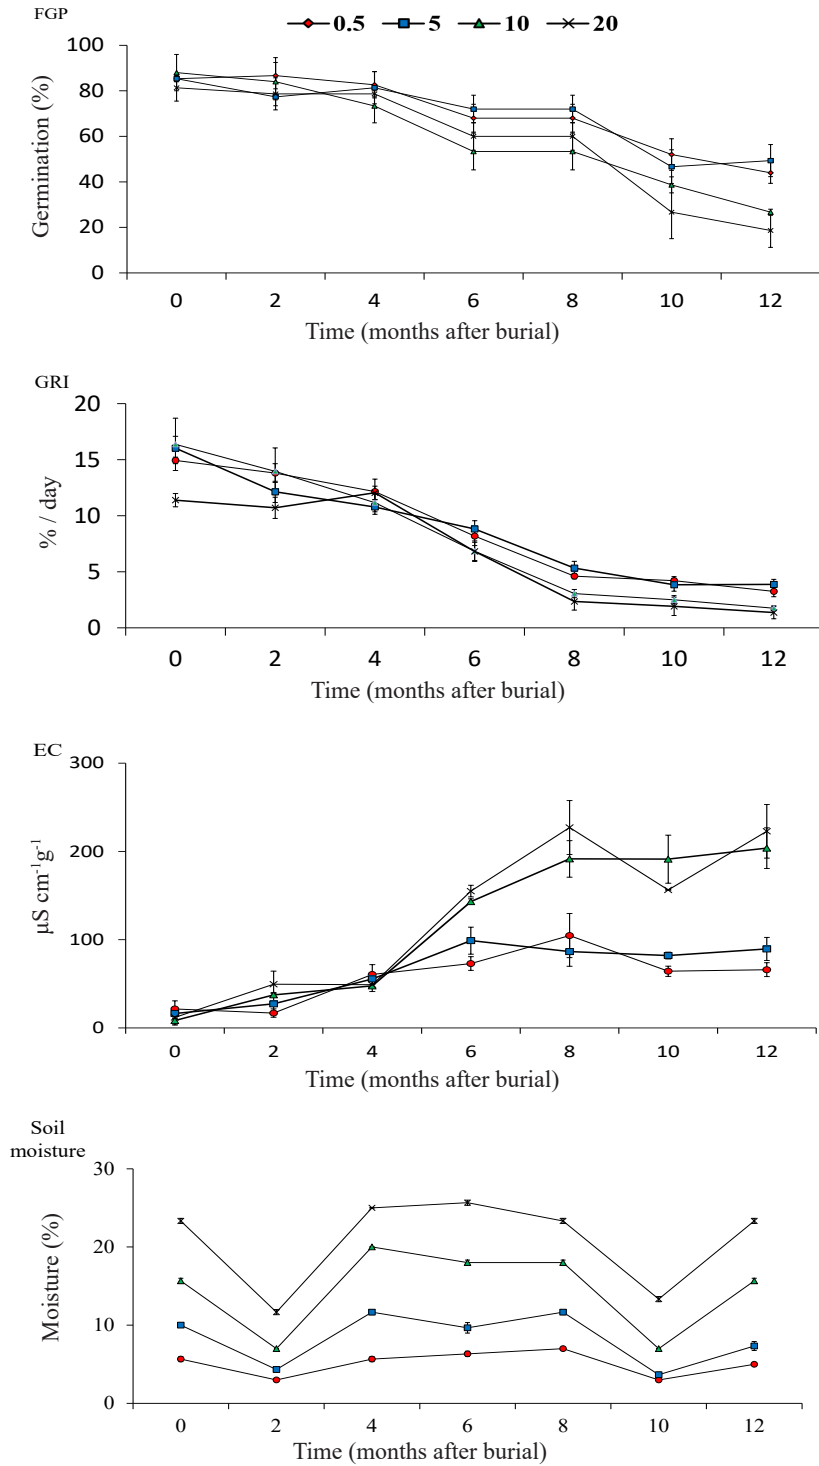 FGP
0.5 5 10 20
Germination (%)
100
80
60
40
20
0
0 2 4 6 8 10 12
Time (months after burial)
GRI
% / day
20
15
10
5
0
0 2 4 6 8 10 12
Time (months after burial)
EC
µS cm-1g-1
300
200
100
0
0 2 4 6 8 10 12
Time (months after burial)
Soil
moisture
Moisture (%)
30
20
10
0
0 2 4 6 8 10 12
Time (months after burial)